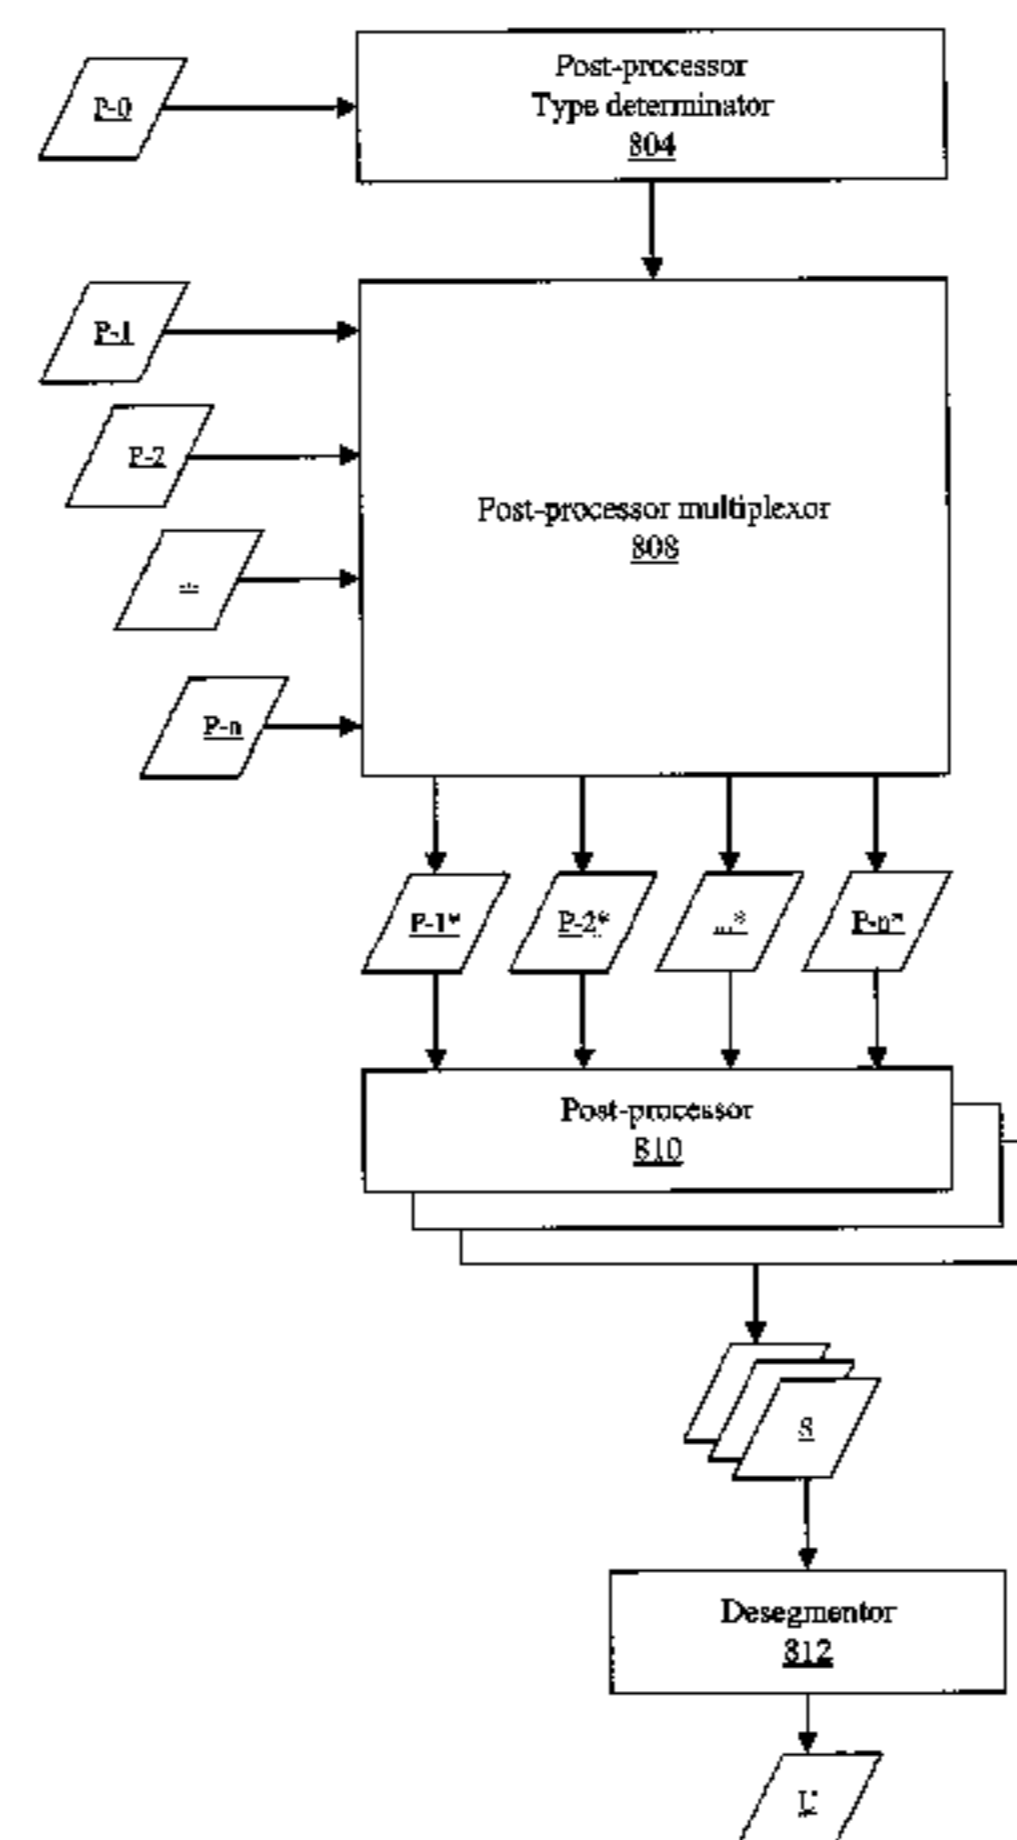 P-0
Post-processor
Type determinator
804
P-1
P-2
...
P-n
Post-processor multiplexor
808
P-1*
P-2*
...*
P-n*
Post-processor
810
S
Desegmentor
812